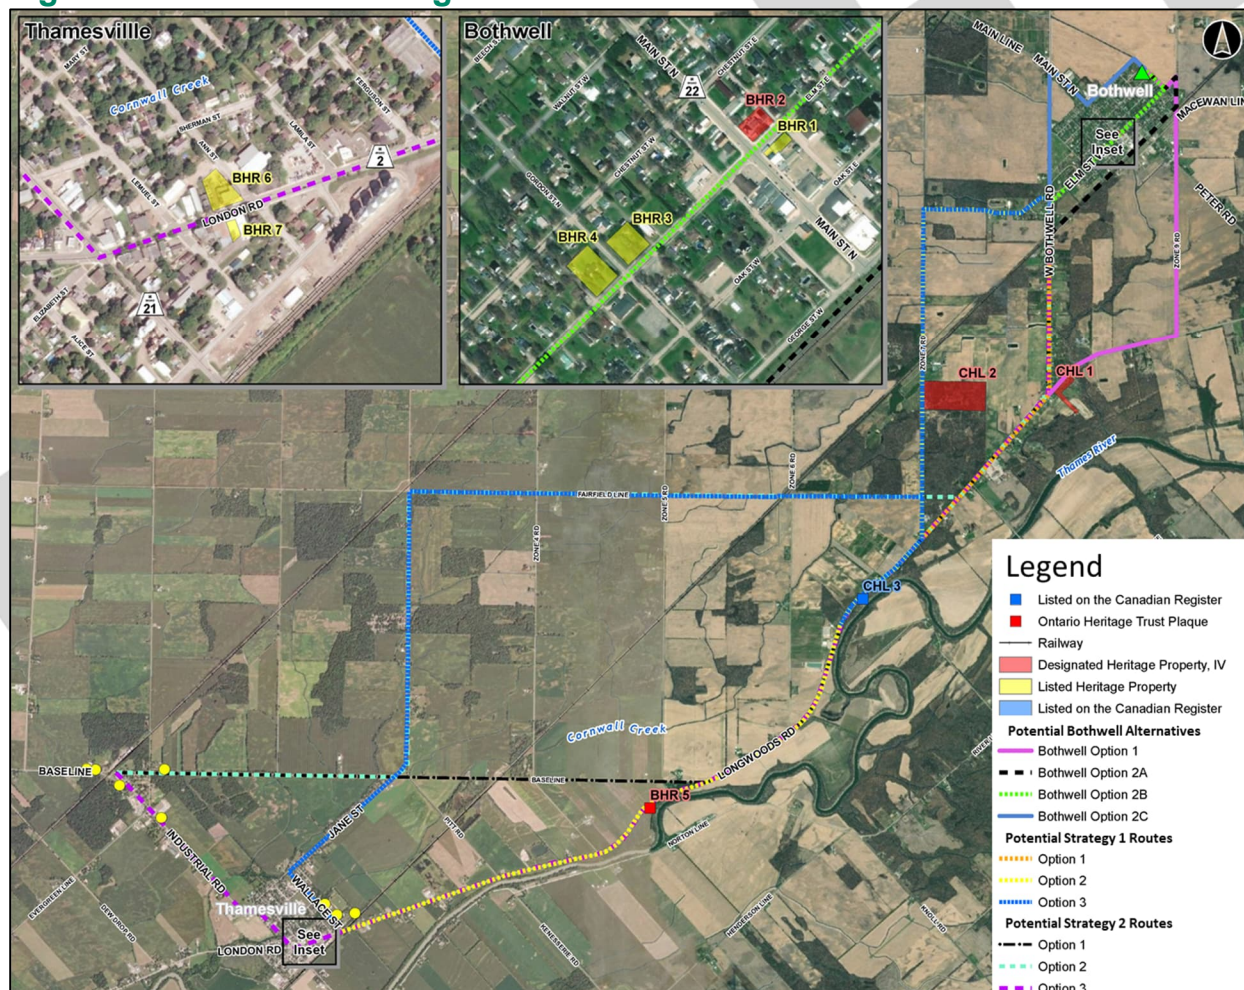 Thamesvillle
MARY ST
Cornwall Creek
SHERMAN ST
ANN ST
LAMILA ST
FERGUSON ST
2
LEMUEL ST
BHR 6
LONDON RD
BHR 7
21
ELIZABETH ST
ALICE ST
Bothwell
BEECH S
MAIN ST N
CHESTNUT ST E
WALNUT ST W
22
ELM ST E
BHR 2
BHR 1
CHESTNUT ST W
OAK ST E
GORDON ST N
BHR 3
BHR 4
MAIN ST N
OAK ST W
GEORGE ST W
MAIN LINE
MAIN ST N
Bothwell
MACEWAN LIN
See
Inset
ELM ST W
W BOTHWELL RD
PETER RD
ZONE 9 RD
ZONE 7 RD
CHL 2
CHL 1
Thames River
ZONE 6 RD
FAIRFIELD LINE
ZONE 5 RD
ZONE 4 RD
CHL 3
Cornwall Creek
LONGWOODS RD
BASELINE
BASELINE
BHR 5
JANE ST
PITT RD
NORTON LINE
INDUSTRIAL RD
WALLACE ST
EVERGREEN LINE
DEW DROP RD
Thamesville
See
Inset
LONDON RD
KENESSERIE RD
HENDERSON LINE
KNOLL RD
RIVER L
Legend
Listed on the Canadian Register
Ontario Heritage Trust Plaque
Railway
Designated Heritage Property, IV
Listed Heritage Property
Listed on the Canadian Register
Potential Bothwell Alternatives
Bothwell Option 1
Bothwell Option 2A
Bothwell Option 2B
Bothwell Option 2C
Potential Strategy 1 Routes
Option 1
Option 2
Option 3
Potential Strategy 2 Routes
Option 1
Option 2
Option 3